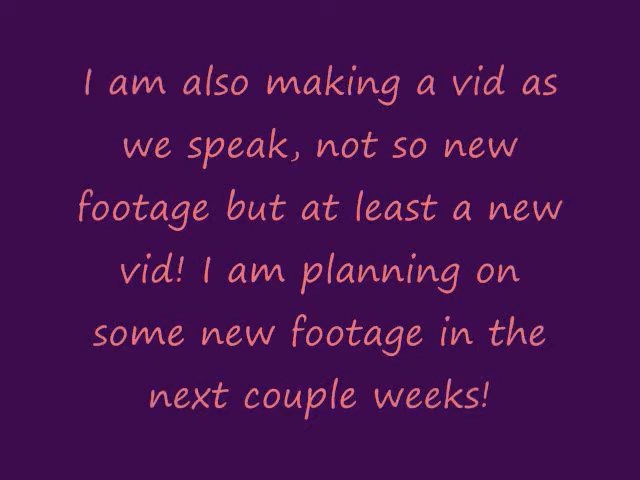 I am also making a vid as
we speak, not so new
footage but at least a new
vid! I am planning on
some new footage in the
next couple weeks!